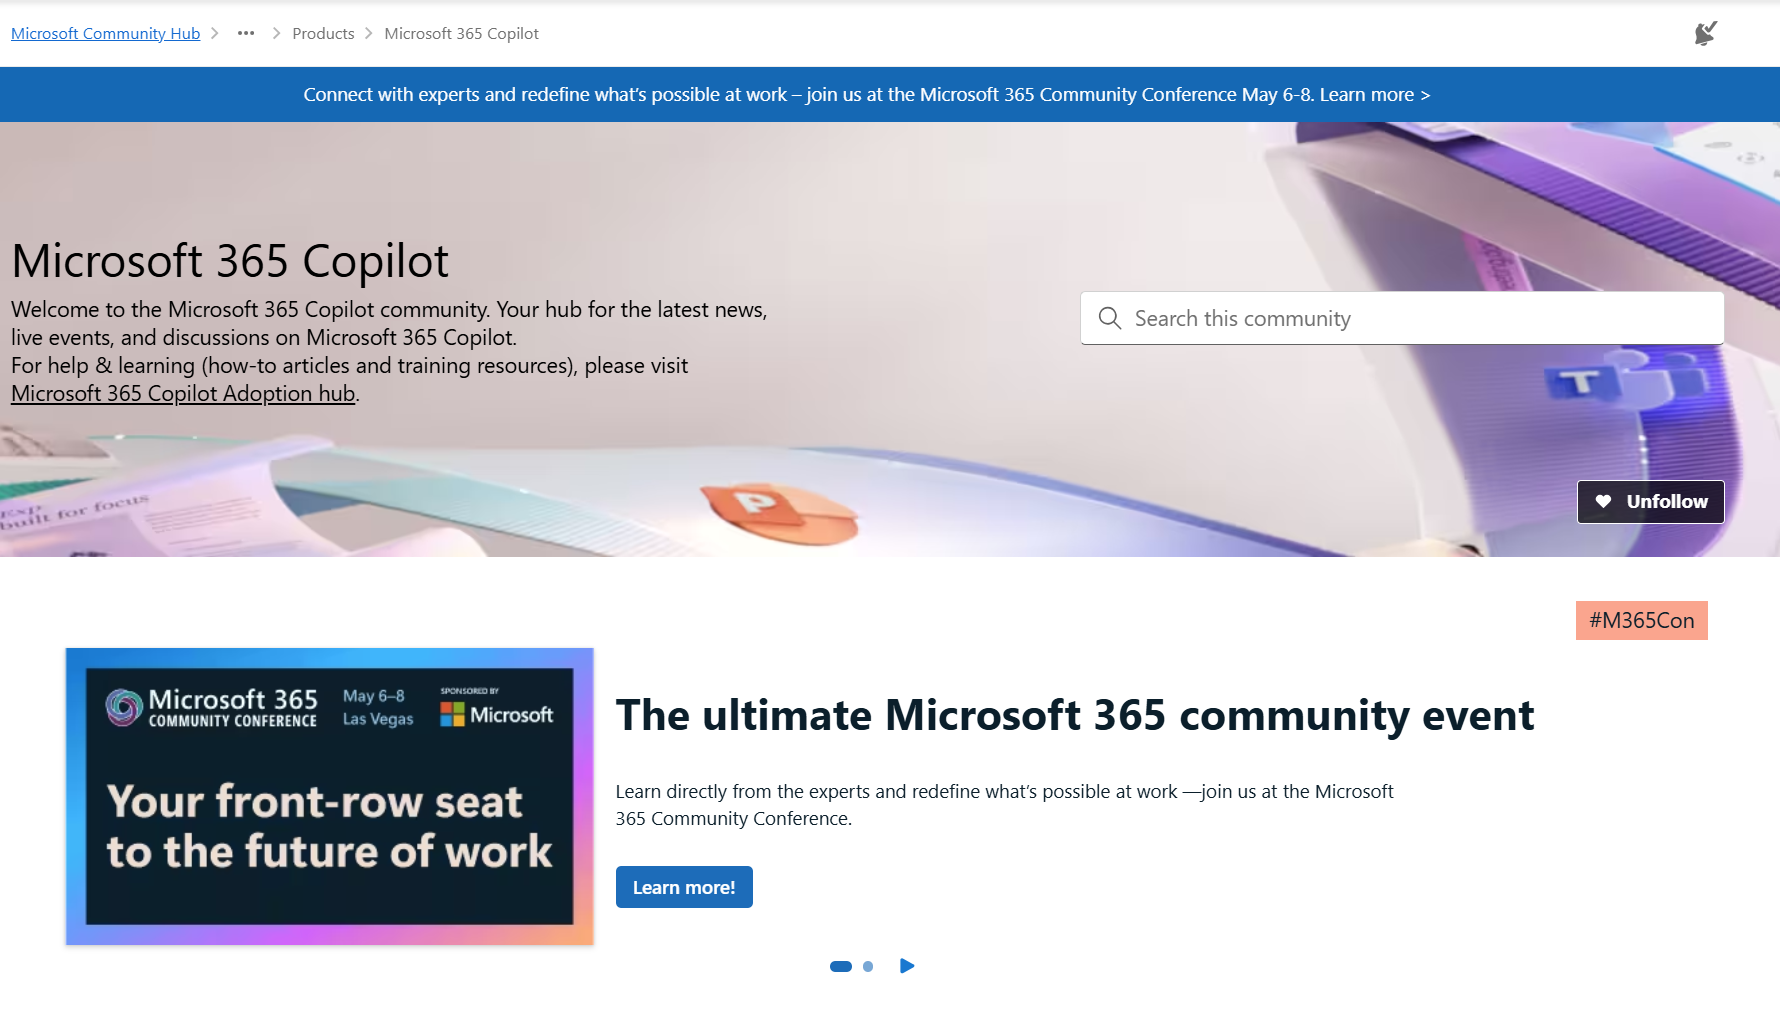 Microsoft Community Hub > ··· > Products > Microsoft 365 Copilot
Connect with experts and redefine what's possible at work – join us at the Microsoft 365 Community Conference May 6-8. Learn more >
Microsoft 365 Copilot
Welcome to the Microsoft 365 Copilot community. Your hub for the latest news,
live events, and discussions on Microsoft 365 Copilot.
For help & learning (how-to articles and training resources), please visit
Microsoft 365 Copilot Adoption hub.
Search this community
T
built for focus
P
Unfollow
#M365Con
Microsoft 365
COMMUNITY CONFERENCE
May 6–8
Las Vegas
SPONSORED BY
Microsoft
Your front-row seat
to the future of work
The ultimate Microsoft 365 community event
Learn directly from the experts and redefine what's possible at work —join us at the Microsoft
365 Community Conference.
Learn more!